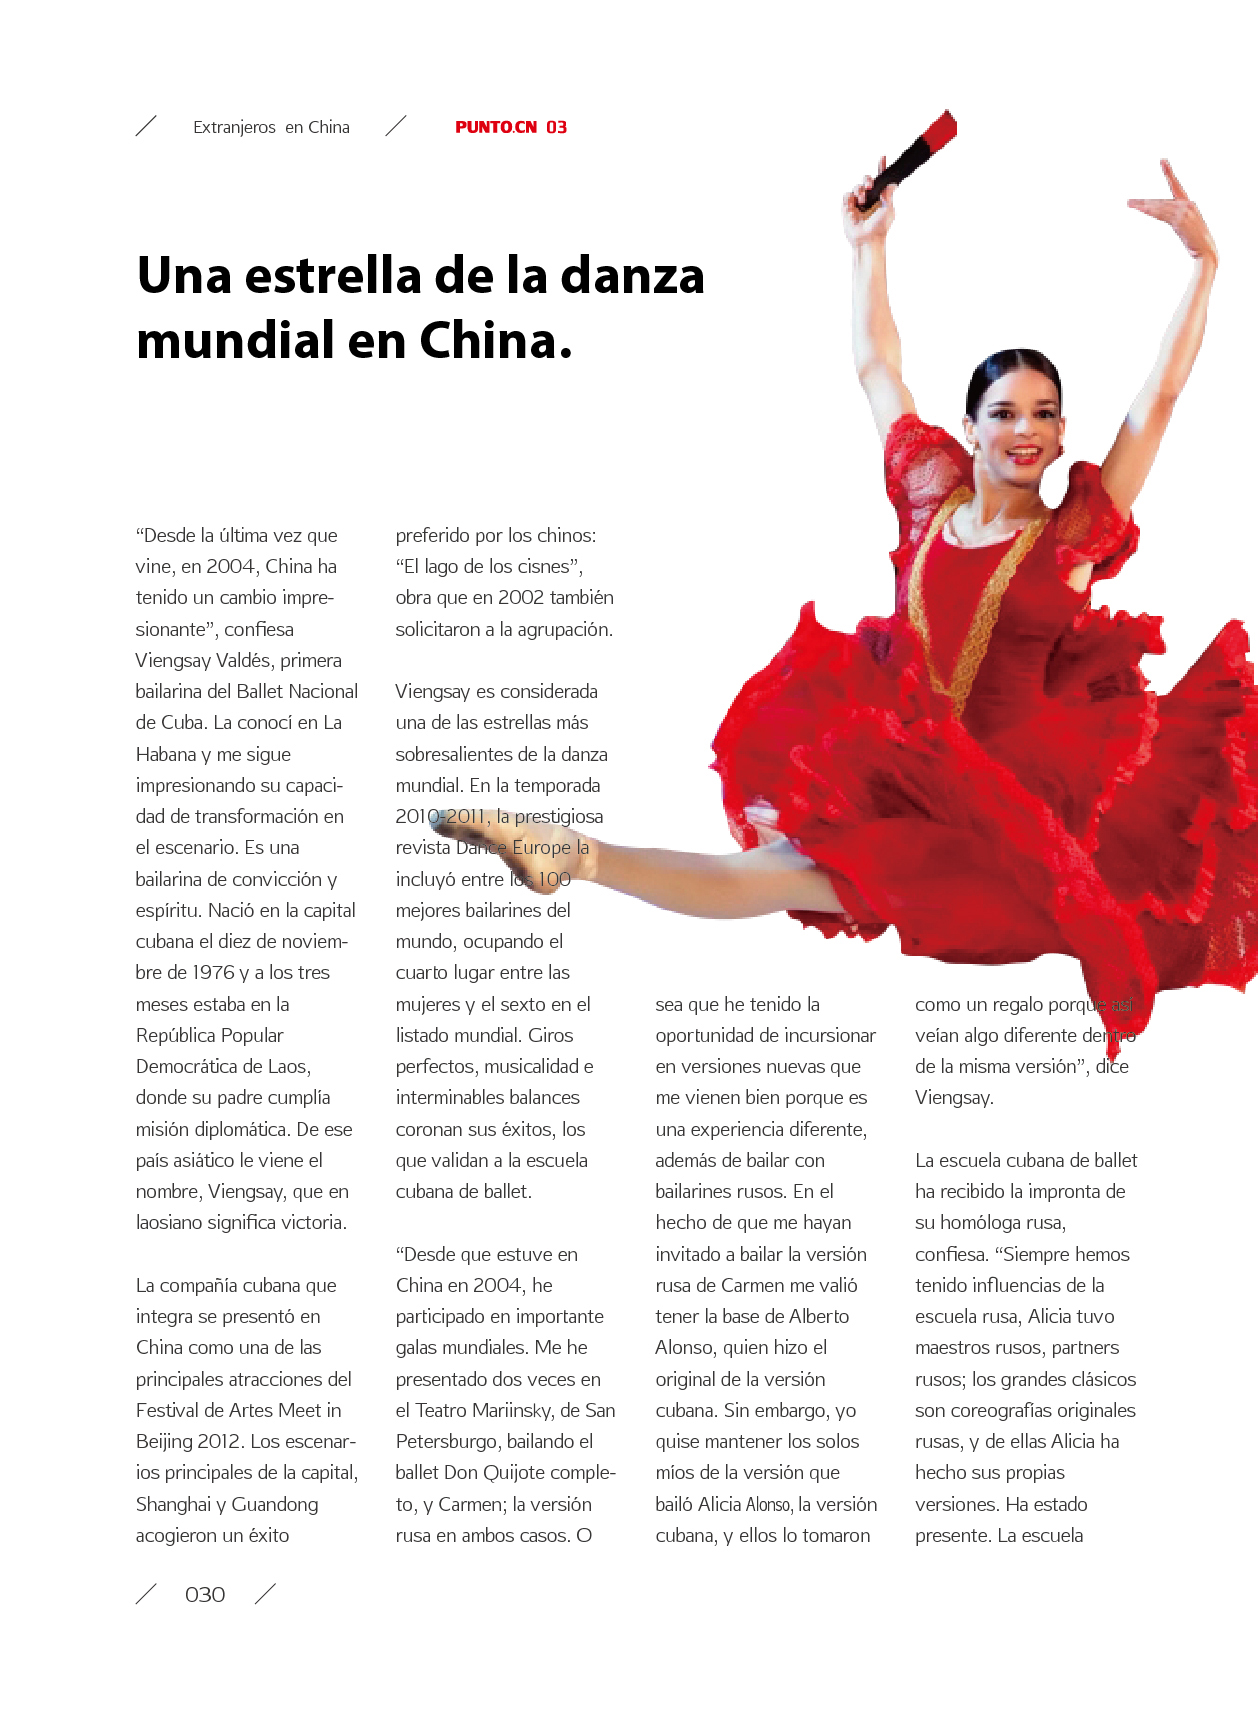 Extranjeros en China
PUNTO.CN 03
Una estrella de la danza
mundial en China.
“Desde la última vez que
vine, en 2004, China ha
tenido un cambio impre-
sionante”, confiesa
Viengsay Valdés, primera
bailarina del Ballet Nacional
de Cuba. La conocí en La
Habana y me sigue
impresionando su capaci-
dad de transformación en
el escenario. Es una
bailarina de convicción y
espíritu. Nació en la capital
cubana el diez de noviem-
bre de 1976 y a los tres
meses estaba en la
República Popular
Democrática de Laos,
donde su padre cumplía
misión diplomática. De ese
país asiático le viene el
nombre, Viengsay, que en
laosiano significa victoria.
La compañía cubana que
integra se presentó en
China como una de las
principales atracciones del
Festival de Artes Meet in
Beijing 2012. Los escenar-
ios principales de la capital,
Shanghai y Guandong
acogieron un éxito
preferido por los chinos:
“El lago de los cisnes”,
obra que en 2002 también
solicitaron a la agrupación.
Viengsay es considerada
una de las estrellas más
sobresalientes de la danza
mundial. En la temporada
2010-2011, la prestigiosa
revista Dance Europe la
incluyó entre los 100
mejores bailarines del
mundo, ocupando el
cuarto lugar entre las
mujeres y el sexto en el
listado mundial. Giros
perfectos, musicalidad e
interminables balances
coronan sus éxitos, los
que validan a la escuela
cubana de ballet.
“Desde que estuve en
China en 2004, he
participado en importante
galas mundiales. Me he
presentado dos veces en
el Teatro Mariinsky, de San
Petersburgo, bailando el
ballet Don Quijote comple-
to, y Carmen; la versión
rusa en ambos casos. O
sea que he tenido la
oportunidad de incursionar
en versiones nuevas que
me vienen bien porque es
una experiencia diferente,
además de bailar con
bailarines rusos. En el
hecho de que me hayan
invitado a bailar la versión
rusa de Carmen me valió
tener la base de Alberto
Alonso, quien hizo el
original de la versión
cubana. Sin embargo, yo
quise mantener los solos
míos de la versión que
bailó Alicia Alonso, la versión
cubana, y ellos lo tomaron
como un regalo porque así
veían algo diferente dentro
de la misma versión”, dice
Viengsay.
La escuela cubana de ballet
ha recibido la impronta de
su homóloga rusa,
confiesa. “Siempre hemos
tenido influencias de la
escuela rusa, Alicia tuvo
maestros rusos, partners
rusos; los grandes clásicos
son coreografías originales
rusas, y de ellas Alicia ha
hecho sus propias
versiones. Ha estado
presente. La escuela
030